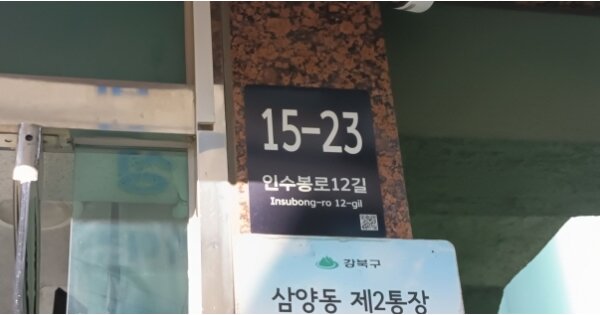 15-23
인수봉로12길
Insubong-ro 12-gil
강북구
삼양동 제2통장